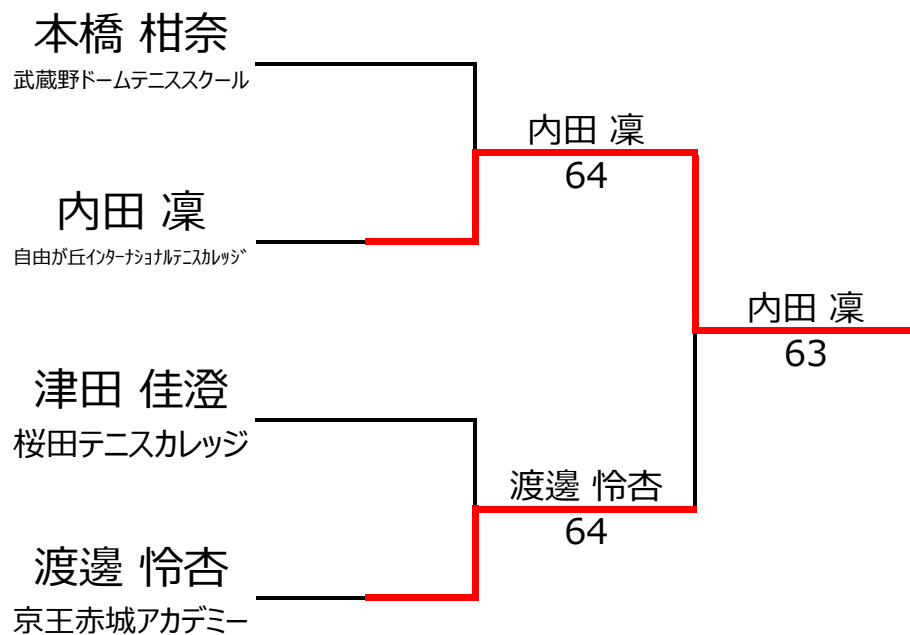 本橋 柑奈
武蔵野ドームテニススクール
内田 凜
64
内田 凜
自由が丘インターナショナルテニスカレッジ
内田 凜
63
津田 佳澄
桜田テニスカレッジ
渡邊 怜杏
64
渡邊 怜杏
京王赤城アカデミー